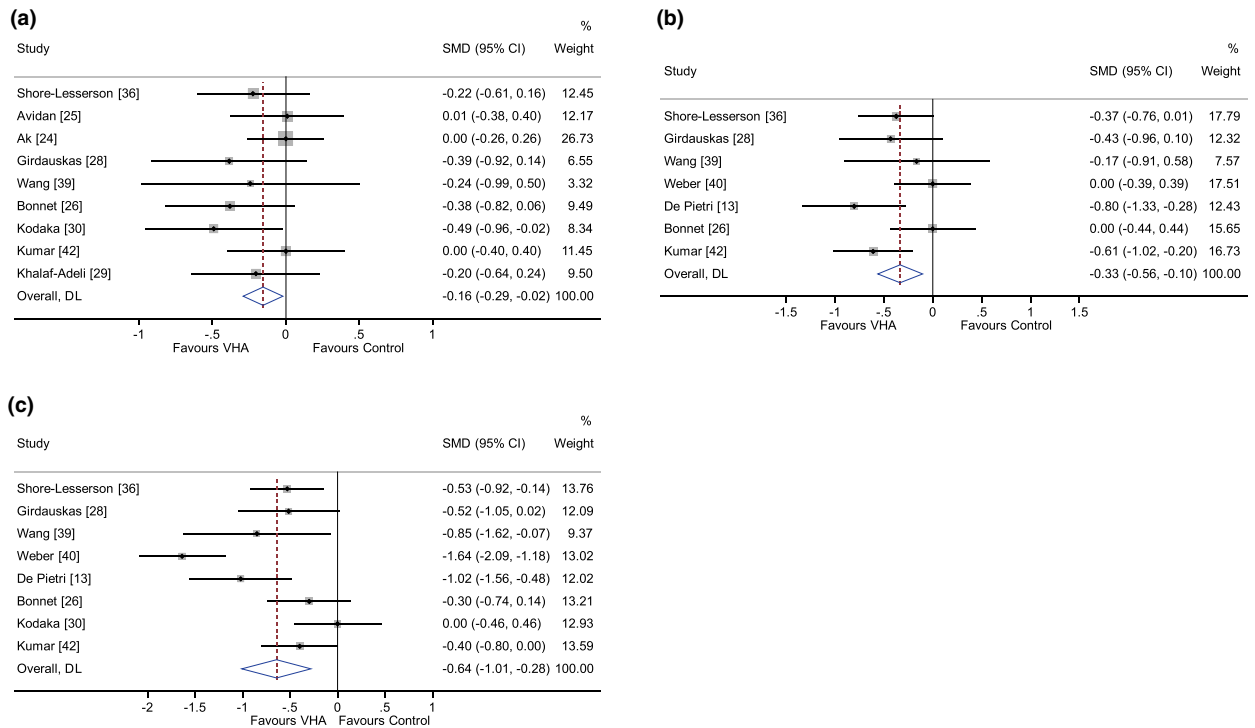 (a)
%
Study SMD (95% CI) Weight
Shore-Lesserson [36] -0.22 (-0.61, 0.16) 12.45
Avidan [25] 0.01 (-0.38, 0.40) 12.17
Ak [24] 0.00 (-0.26, 0.26) 26.73
Girdauskas [28] -0.39 (-0.92, 0.14) 6.55
Wang [39] -0.24 (-0.99, 0.50) 3.32
Bonnet [26] -0.38 (-0.82, 0.06) 9.49
Kodaka [30] -0.49 (-0.96, -0.02) 8.34
Kumar [42] 0.00 (-0.40, 0.40) 11.45
Khalaf-Adeli [29] -0.20 (-0.64, 0.24) 9.50
Overall, DL -0.16 (-0.29, -0.02) 100.00
-1 -.5 0 .5 1
Favours VHA Favours Control
(b)
%
Study SMD (95% CI) Weight
Shore-Lesserson [36] -0.37 (-0.76, 0.01) 17.79
Girdauskas [28] -0.43 (-0.96, 0.10) 12.32
Wang [39] -0.17 (-0.91, 0.58) 7.57
Weber [40] 0.00 (-0.39, 0.39) 17.51
De Pietri [13] -0.80 (-1.33, -0.28) 12.43
Bonnet [26] 0.00 (-0.44, 0.44) 15.65
Kumar [42] -0.61 (-1.02, -0.20) 16.73
Overall, DL -0.33 (-0.56, -0.10) 100.00
-1.5 -1 -.5 0 .5 1 1.5
Favours VHA Favours Control
(c)
%
Study SMD (95% CI) Weight
Shore-Lesserson [36] -0.53 (-0.92, -0.14) 13.76
Girdauskas [28] -0.52 (-1.05, 0.02) 12.09
Wang [39] -0.85 (-1.62, -0.07) 9.37
Weber [40] -1.64 (-2.09, -1.18) 13.02
De Pietri [13] -1.02 (-1.56, -0.48) 12.02
Bonnet [26] -0.30 (-0.74, 0.14) 13.21
Kodaka [30] 0.00 (-0.46, 0.46) 12.93
Kumar [42] -0.40 (-0.80, 0.00) 13.59
Overall, DL -0.64 (-1.01, -0.28) 100.00
-2 -1.5 -1 -.5 0 .5 1
Favours VHA Favours Control